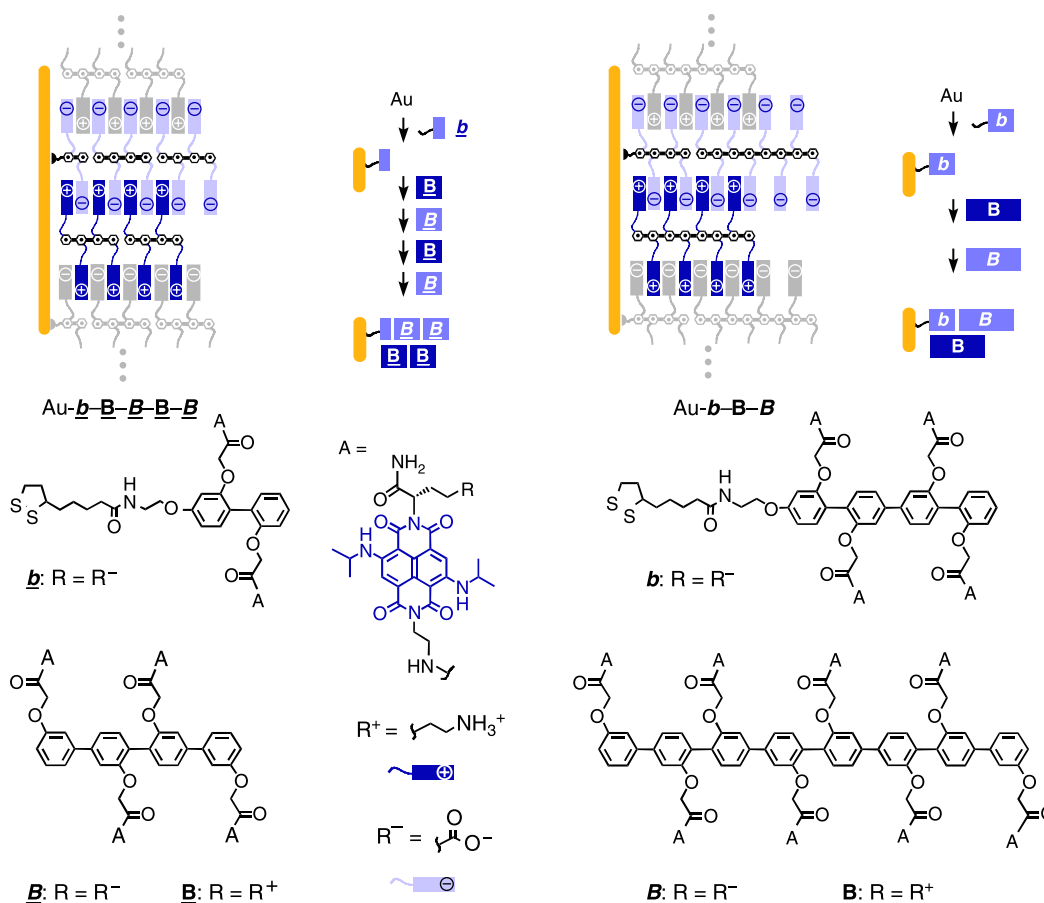 Au
b
B
B
B
B
B B
B B
Au-b–B–B–B–B
Au
b
b
B
B
b B
B
Au-b–B–B
A
O
O
H
N
O
O
S
S
O
O
A
b: R = R⁻
A =
NH₂
O
R
O N O
H
N
N
H
O N O
HN
A A
O O
H
N O
O O
O
S
S
O O
O O
A A
b: R = R⁻
A A
O O
O O
O O
O O
A A
B: R = R⁻ B: R = R⁺
R⁺ = NH₃⁺
+
R⁻ = O
O⁻
−
A A A A
O O O O
O O O O
O O O O
O O O O
A A A A
B: R = R⁻ B: R = R⁺